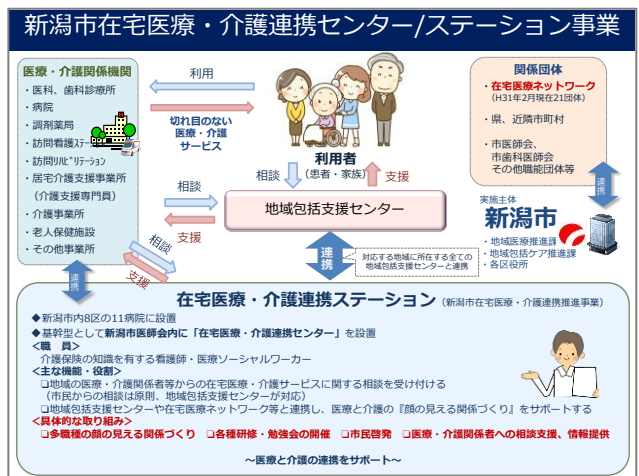 新潟市在宅医療・介護連携センター/ステーション事業
医療・介護関係機関
・医科、歯科診療所
・病院
・調剤薬局
・訪問看護ステーション
・訪問リハビリテーション
・居宅介護支援事業所
（介護支援専門員）
・介護事業所
・老人保健施設
・その他事業所
利用
切れ目のない
医療・介護
サービス
利用者
（患者・家族）
相談
支援
関係団体
・在宅医療ネットワーク
（H31年2月現在21団体）
・県、近隣市町村
・市医師会、
市歯科医師会
その他職能団体等
相談
支援
地域包括支援センター
連携
実施主体
新潟市
・地域医療推進課
・地域包括ケア推進課
・各区役所
相談
支援
連携
連携
対応する地域に所在する全ての
地域包括支援センターと連携
在宅医療・介護連携ステーション（新潟市在宅医療・介護連携推進事業）
◆新潟市内8区の11病院に設置
◆基幹型として新潟市医師会内に「在宅医療・介護連携センター」を設置
＜職　員＞
介護保険の知識を有する看護師・医療ソーシャルワーカー
＜主な機能・役割＞
❏地域の医療・介護関係者等からの在宅医療・介護サービスに関する相談を受け付ける
（市民からの相談は原則、地域包括支援センターが対応）
❏地域包括支援センターや在宅医療ネットワーク等と連携し、医療と介護の『顔の見える関係づくり』をサポートする
＜具体的な取り組み＞
❏多職種の顔の見える関係づくり　❏各種研修・勉強会の開催　❏市民啓発　❏医療・介護関係者への相談支援、情報提供
～医療と介護の連携をサポート～